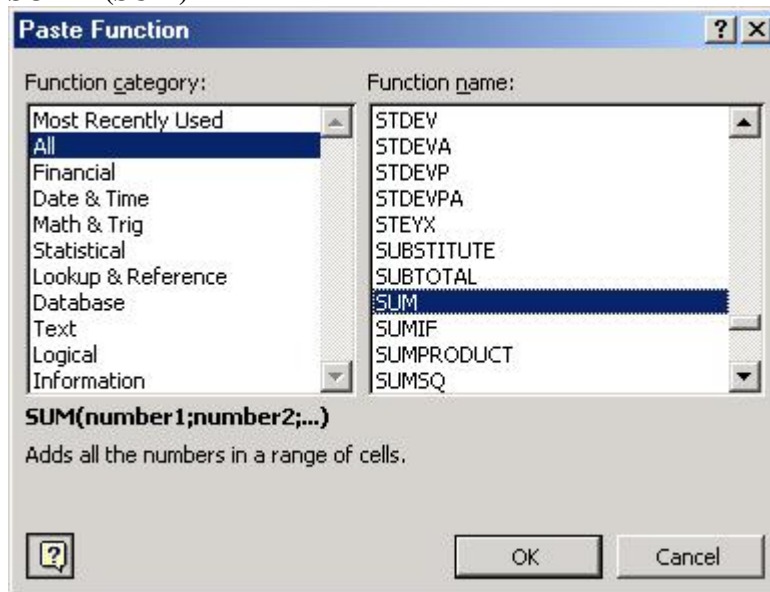 Paste Function
Function category:
Most Recently Used
All
Financial
Date & Time
Math & Trig
Statistical
Lookup & Reference
Database
Text
Logical
Information
Function name:
STDEV
STDEVA
STDEVP
STDEVPA
STEYX
SUBSTITUTE
SUBTOTAL
SUM
SUMIF
SUMPRODUCT
SUMSQ
SUM(number1;number2;...)
Adds all the numbers in a range of cells.
OK
Cancel